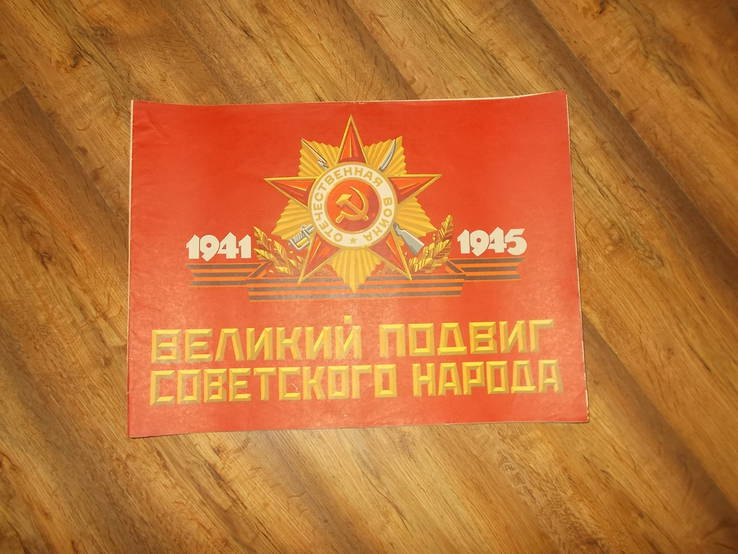 ОТЕЧЕСТВЕННАЯ ВОЙНА
1941 1945
ВЕЛИКИЙ ПОДВИГ
СОВЕТСКОГО НАРОДА